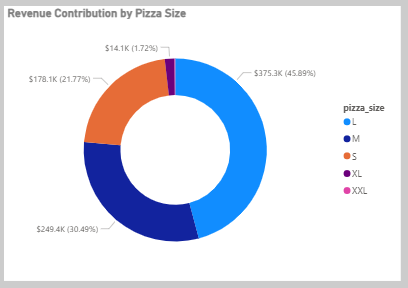 Revenue Contribution by Pizza Size
$14.1K (1.72%)
$375.3K (45.89%)
$178.1K (21.77%)
$249.4K (30.49%)
pizza_size
L
M
S
XL
XXL